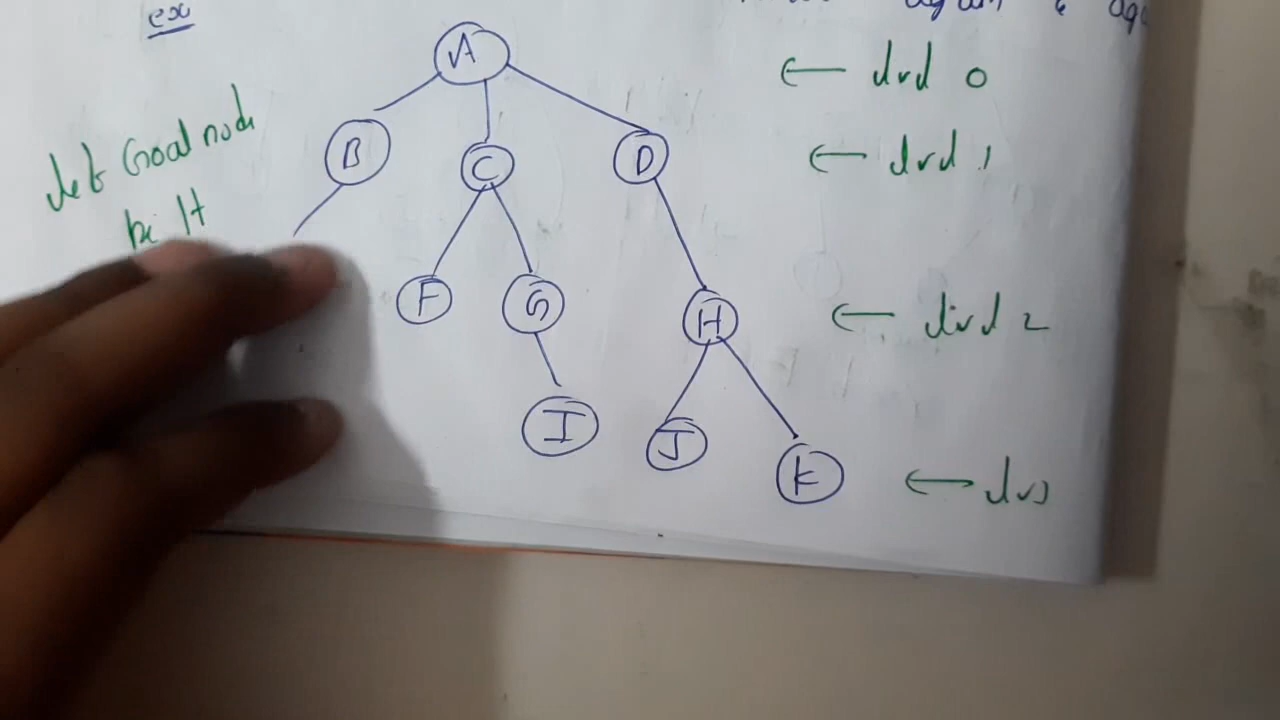 ex
A
← level 0
B C D
← level 1
Let Goal node
be H
F G H
← level 2
I J K
←